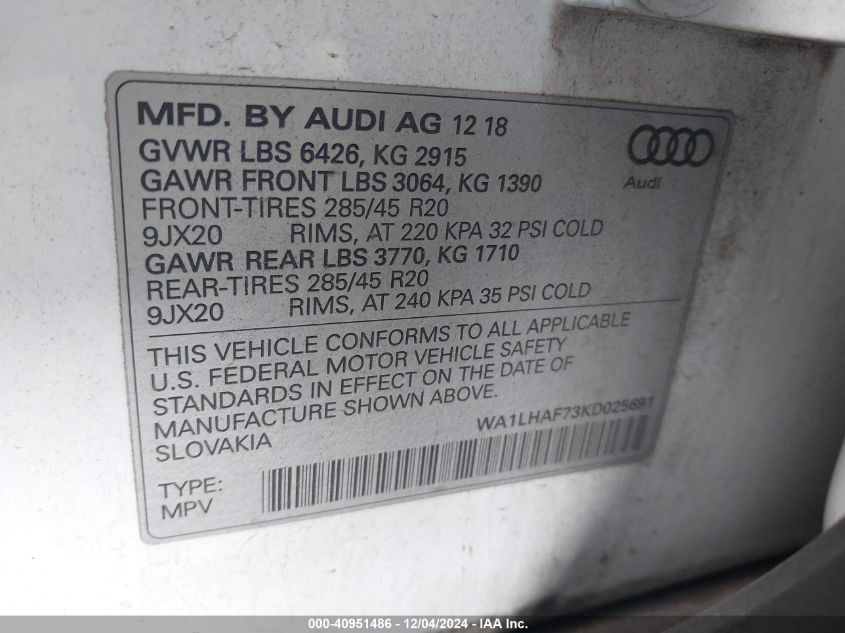 MFD. BY AUDI AG 12 18
GVWR LBS 6426, KG 2915
GAWR FRONT LBS 3064, KG 1390
FRONT-TIRES 285/45 R20
9JX20 RIMS, AT 220 KPA 32 PSI COLD
GAWR REAR LBS 3770, KG 1710
REAR-TIRES 285/45 R20
9JX20 RIMS, AT 240 KPA 35 PSI COLD
Audi
THIS VEHICLE CONFORMS TO ALL APPLICABLE
U.S. FEDERAL MOTOR VEHICLE SAFETY
STANDARDS IN EFFECT ON THE DATE OF
MANUFACTURE SHOWN ABOVE.
SLOVAKIA
WA1LHAF73KD025691
TYPE:
MPV
000-40951486 - 12/04/2024 - IAA Inc.